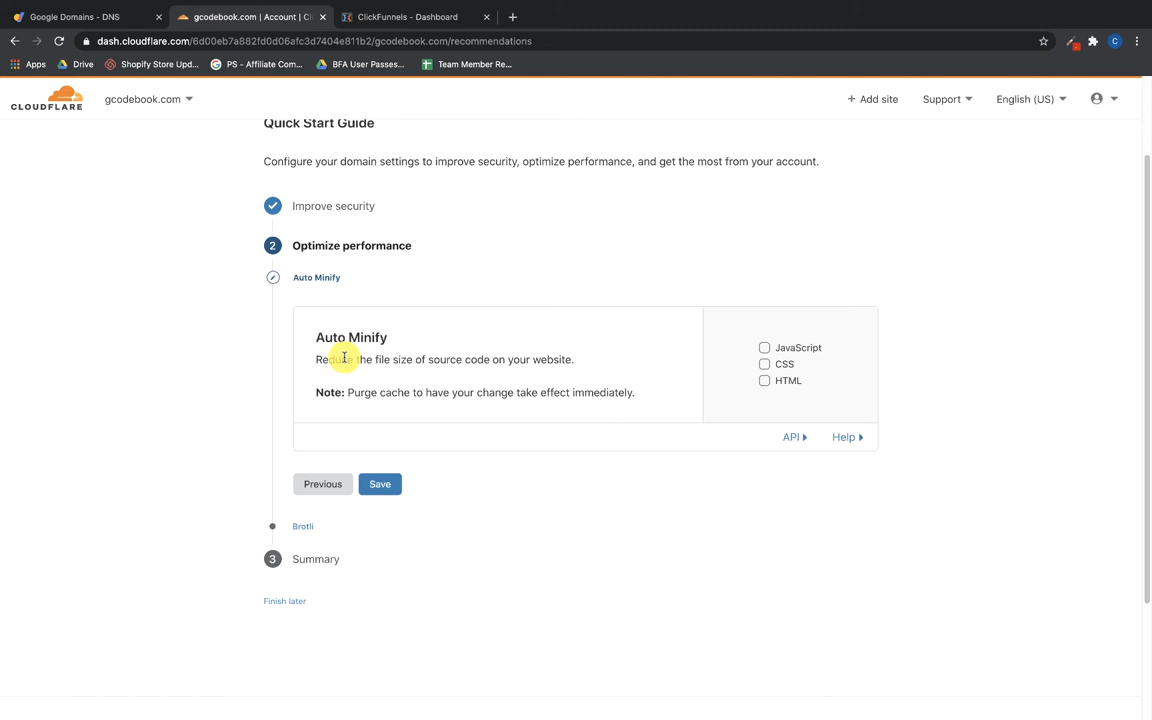 Google Domains - DNS
gcodebook.com | Account | Cl
ClickFunnels - Dashboard
dash.cloudflare.com/6d00eb7a882fd0d06afc3d7404e811b2/gcodebook.com/recommendations
C
Apps
Drive
Shopify Store Upd...
PS - Affiliate Com...
BFA User Passes...
Team Member Re...
CLOUDFLARE
gcodebook.com
+ Add site
Support
English (US)
Quick Start Guide
Configure your domain settings to improve security, optimize performance, and get the most from your account.
Improve security
2 Optimize performance
Auto Minify
Auto Minify
Reduce the file size of source code on your website.
Note: Purge cache to have your change take effect immediately.
JavaScript
CSS
HTML
API
Help
Previous
Save
Brotli
3 Summary
Finish later